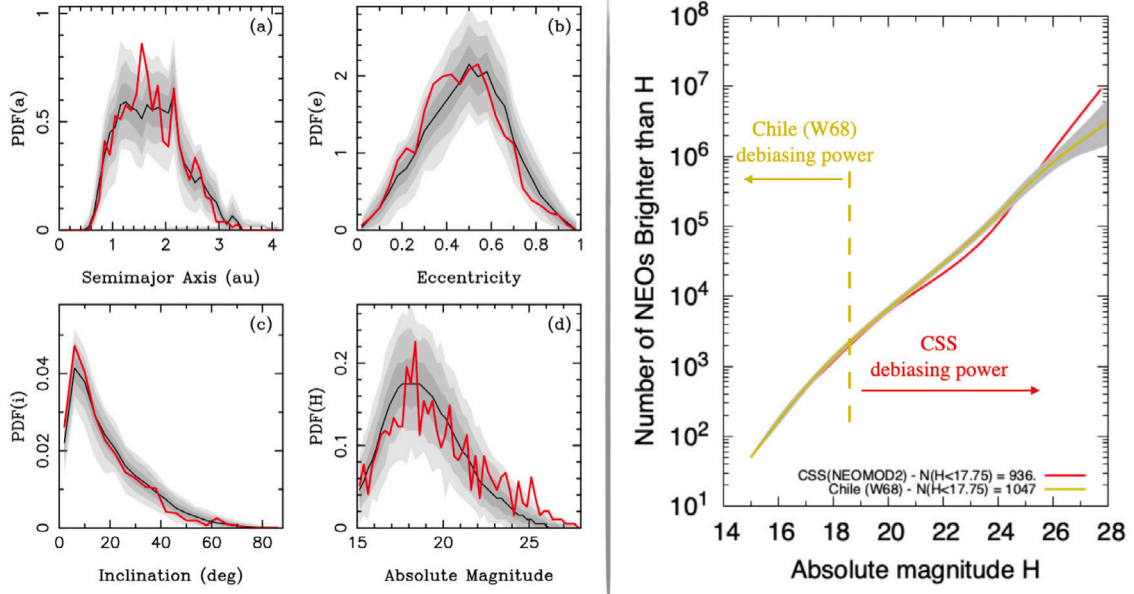 (a)
1
0.5
0
PDF(a)
0 1 2 3 4
Semimajor Axis (au)
(b)
2
1
0
PDF(e)
0 0.2 0.4 0.6 0.8 1
Eccentricity
(c)
0.04
0.02
0
PDF(i)
0 20 40 60 80
Inclination (deg)
(d)
0.2
0.1
0
PDF(H)
15 20 25
Absolute Magnitude
Number of NEOs Brighter than H
10^8
10^7
10^6
10^5
10^4
10^3
10^2
10^1
Chile (W68)
debiasing power
CSS
debiasing power
CSS(NEOMOD2) - N(H<17.75) = 936.
Chile (W68) - N(H<17.75) = 1047
14 16 18 20 22 24 26 28
Absolute magnitude H